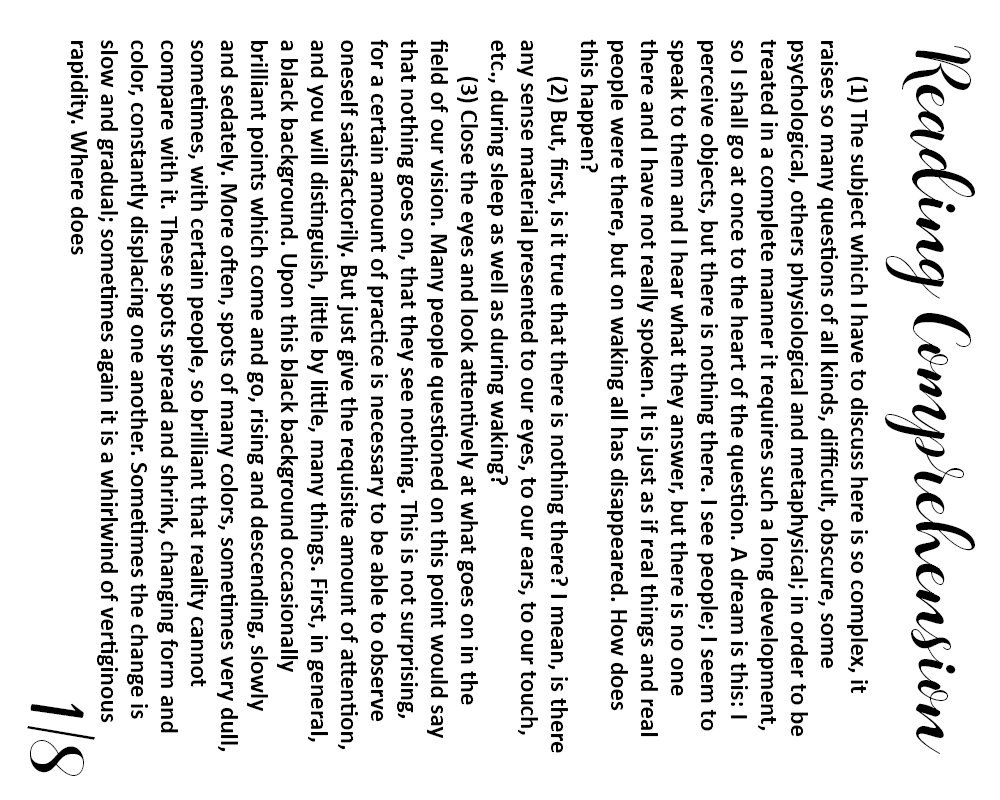 Reading Comprehension
(1) The subject which I have to discuss here is so complex, it
raises so many questions of all kinds, difficult, obscure, some
psychological, others physiological and metaphysical; in order to be
treated in a complete manner it requires such a long development,
so I shall go at once to the heart of the question. A dream is this: I
perceive objects, but there is nothing there. I see people; I seem to
speak to them and I hear what they answer, but there is no one
there and I have not really spoken. It is just as if real things and real
people were there, but on waking all has disappeared. How does
this happen?
(2) But, first, is it true that there is nothing there? I mean, is there
any sense material presented to our eyes, to our ears, to our touch,
etc., during sleep as well as during waking?
(3) Close the eyes and look attentively at what goes on in the
field of our vision. Many people questioned on this point would say
that nothing goes on, that they see nothing. This is not surprising,
for a certain amount of practice is necessary to be able to observe
oneself satisfactorily. But just give the requisite amount of attention,
and you will distinguish, little by little, many things. First, in general,
a black background. Upon this black background occasionally
brilliant points which come and go, rising and descending, slowly
and sedately. More often, spots of many colors, sometimes very dull,
sometimes, with certain people, so brilliant that reality cannot
compare with it. These spots spread and shrink, changing form and
color, constantly displacing one another. Sometimes the change is
slow and gradual; sometimes again it is a whirlwind of vertiginous
rapidity. Where does
1/8